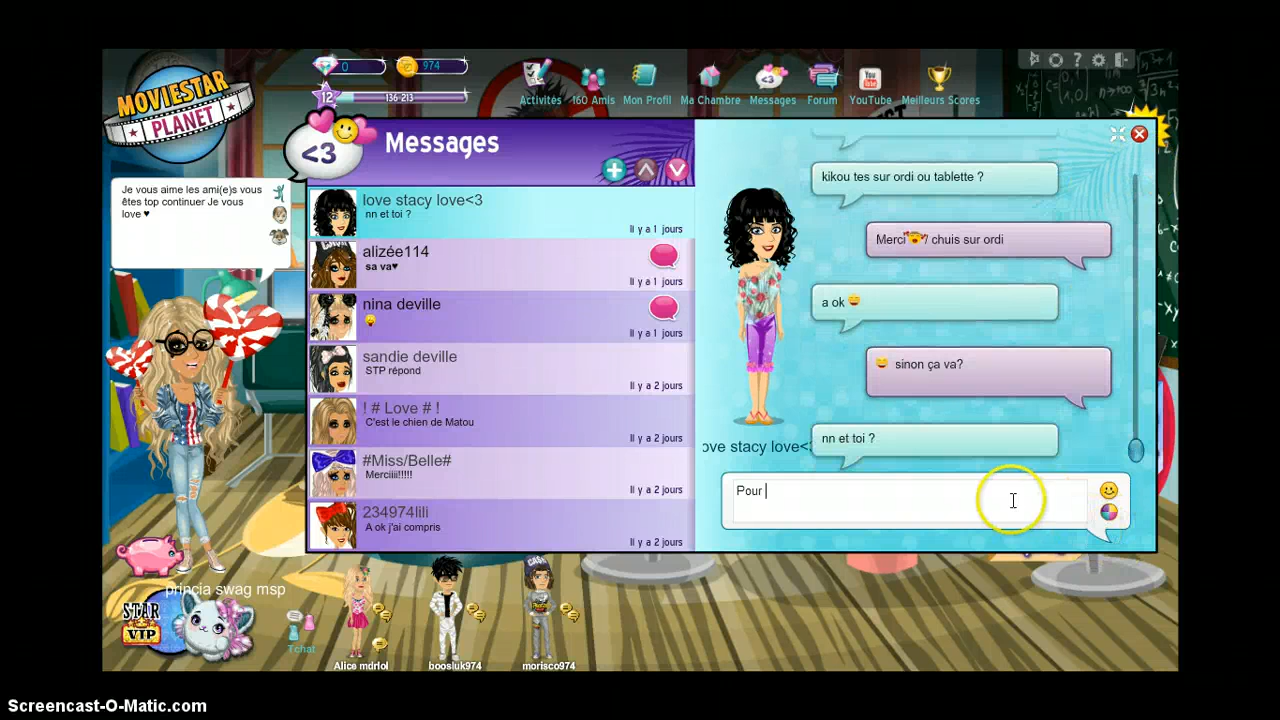 MOVIESTAR
PLANET
0
974
12
136 213
Activités
160 Amis
Mon Profil
Ma Chambre
<3
Messages
Forum
You
Tube
YouTube
Meilleurs Scores
?
<3
Messages
Je vous aime les ami(e)s vous
êtes top continuer Je vous
love ♥
love stacy love<3
nn et toi ?
Il y a 1 jours
alizée114
sa va♥
Il y a 1 jours
nina deville
Il y a 1 jours
sandie deville
STP répond
Il y a 2 jours
! # Love # !
C'est le chien de Matou
Il y a 2 jours
#Miss/Belle#
Merciii!!!!!
Il y a 2 jours
234974lili
A ok j'ai compris
Il y a 2 jours
kikou tes sur ordi ou tablette ?
Merci🥳 chuis sur ordi
a ok 😄
😄 sinon ça va?
nn et toi ?
ove stacy love<3
Pour
princia swag msp
STAR
VIP
Tchat
Alice mdrlol
boosluk974
morisco974
Screencast-O-Matic.com